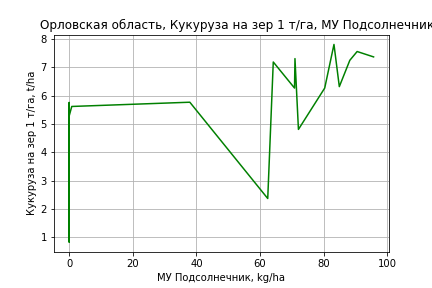 Орловская область, Кукуруза на зер 1 т/га, МУ Подсолнечник
8
7
6
5
4
3
2
1
Кукуруза на зер 1 т/га, t/ha
0 20 40 60 80 100
МУ Подсолнечник, kg/ha